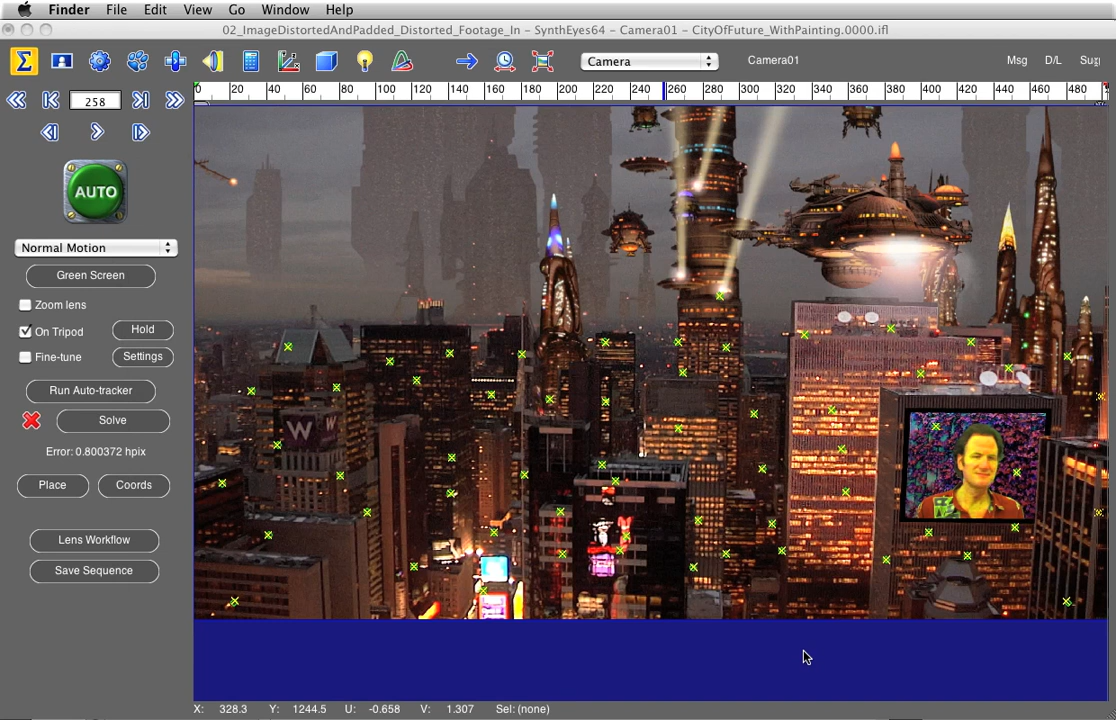 Finder File Edit View Go Window Help
02_ImageDistortedAndPadded_Distorted_Footage_In – SynthEyes64 – Camera01 – CityOfFuture_WithPainting.0000.ifl
Camera Camera01 Msg D/L
258
0 20 40 60 80 100 120 140 160 180 200 220 240 260 280 300 320 340 360 380 400 420 440 460 480
AUTO
Normal Motion
Green Screen
Zoom lens
On Tripod Hold
Fine-tune Settings
Run Auto-tracker
Solve
Error: 0.800372 hpix
Place Coords
Lens Workflow
Save Sequence
W
X: 328.3 Y: 1244.5 U: -0.658 V: 1.307 Sel: (none)